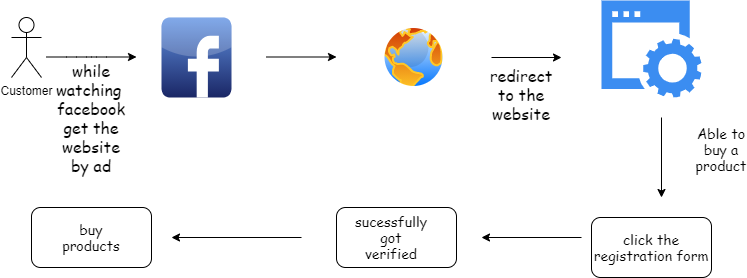 Customer
while
watching
facebook
get the
website
by ad
f
redirect
to the
website
Able to
buy a
product
buy
products
sucessfully
got
verified
click the
registration form